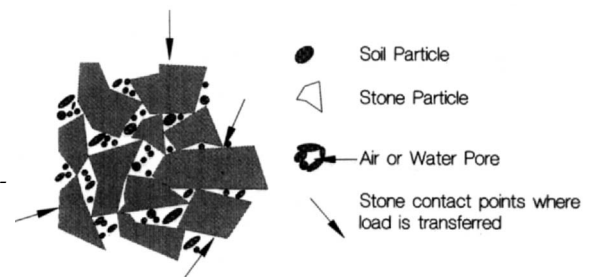 Soil Particle
Stone Particle
Air or Water Pore
Stone contact points where
load is transferred